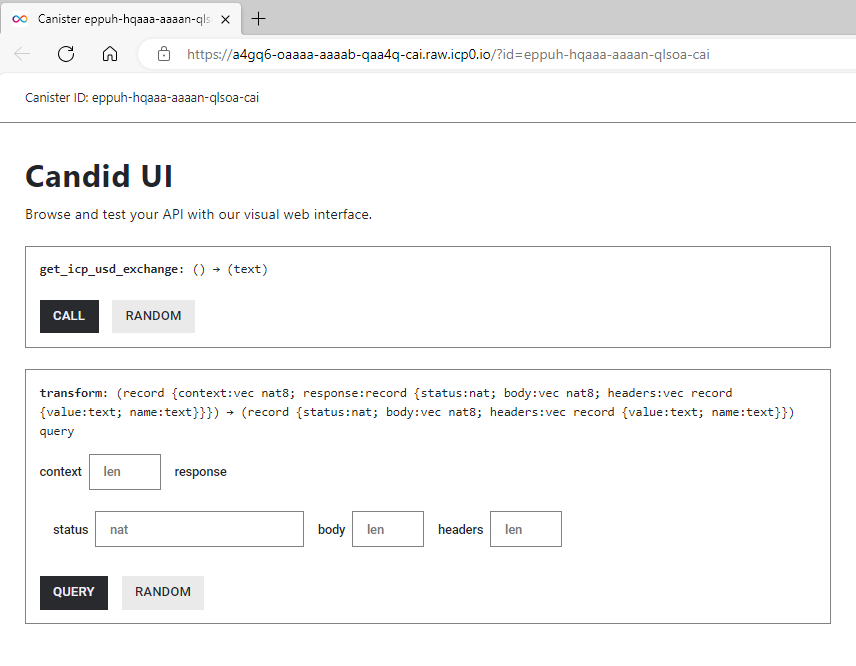 Canister eppuh-hqaaa-aaaan-qls
https://a4gq6-oaaaa-aaaab-qaa4q-cai.raw.icp0.io/?id=eppuh-hqaaa-aaaan-qlsoa-cai
Canister ID: eppuh-hqaaa-aaaan-qlsoa-cai
Candid UI
Browse and test your API with our visual web interface.
get_icp_usd_exchange: () → (text)
CALL RANDOM
transform: (record {context:vec nat8; response:record {status:nat; body:vec nat8; headers:vec record
{value:text; name:text}}}) → (record {status:nat; body:vec nat8; headers:vec record {value:text; name:text}})
query
context len response
status nat body len headers len
QUERY RANDOM